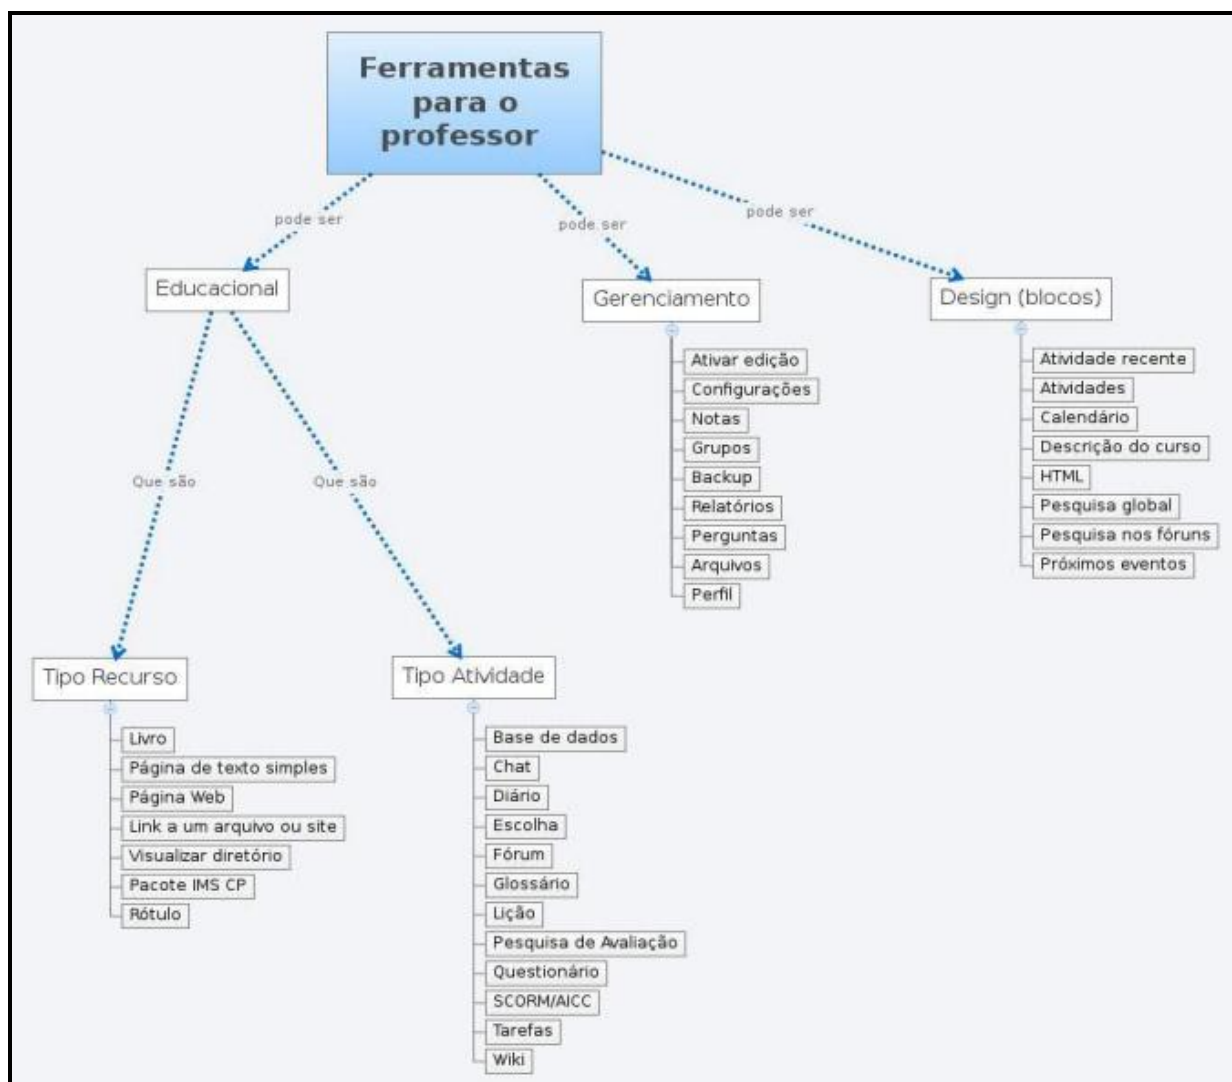 Ferramentas
para o
professor
pode ser
pode ser
pode ser
Educacional
Gerenciamento
Design (blocos)
Ativar edição
Configurações
Notas
Grupos
Backup
Relatórios
Perguntas
Arquivos
Perfil
Atividade recente
Atividades
Calendário
Descrição do curso
HTML
Pesquisa global
Pesquisa nos fóruns
Próximos eventos
Que são
Que são
Tipo Recurso
Tipo Atividade
Livro
Página de texto simples
Página Web
Link a um arquivo ou site
Visualizar diretório
Pacote IMS CP
Rótulo
Base de dados
Chat
Diário
Escolha
Fórum
Glossário
Lição
Pesquisa de Avaliação
Questionário
SCORM/AICC
Tarefas
Wiki